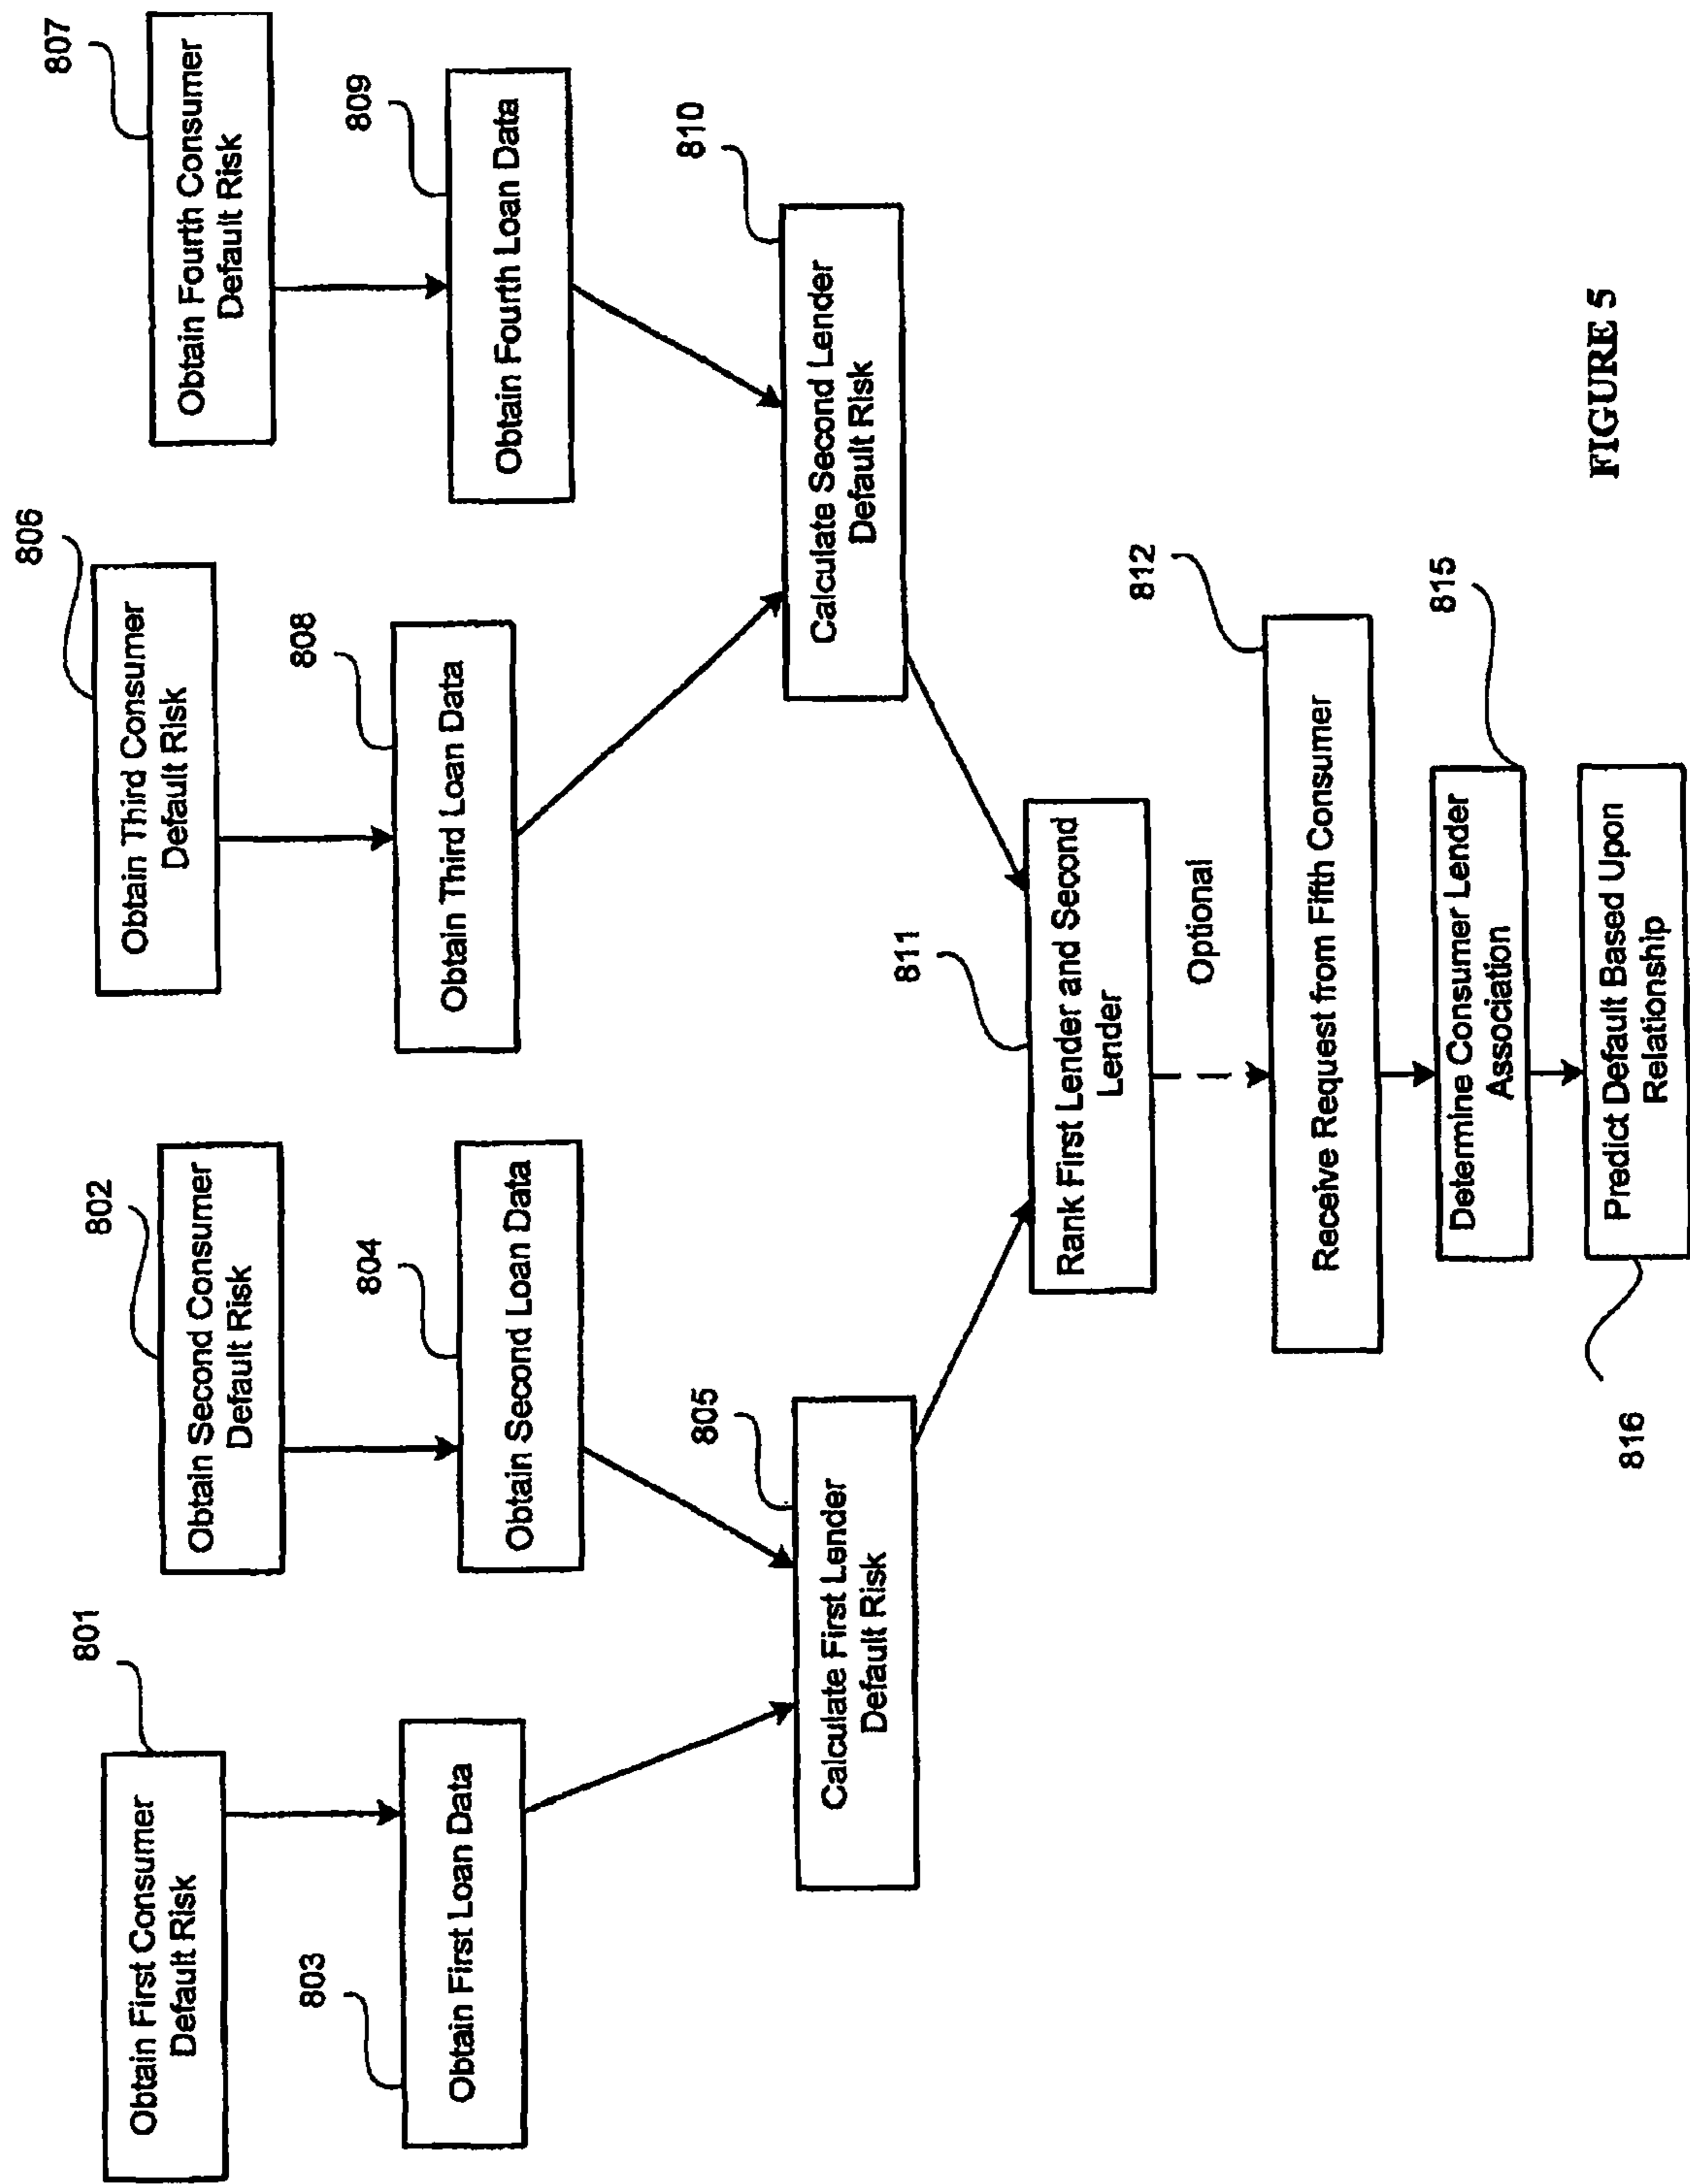 801
Obtain First Consumer
Default Risk
802
Obtain Second Consumer
Default Risk
806
Obtain Third Consumer
Default Risk
807
Obtain Fourth Consumer
Default Risk
803
Obtain First Loan Data
804
Obtain Second Loan Data
808
Obtain Third Loan Data
809
Obtain Fourth Loan Data
805
Calculate First Lender
Default Risk
810
Calculate Second Lender
Default Risk
811
Rank First Lender and Second
Lender
Optional
812
Receive Request from Fifth Consumer
815
Determine Consumer Lender
Association
816
Predict Default Based Upon
Relationship
FIGURE 5